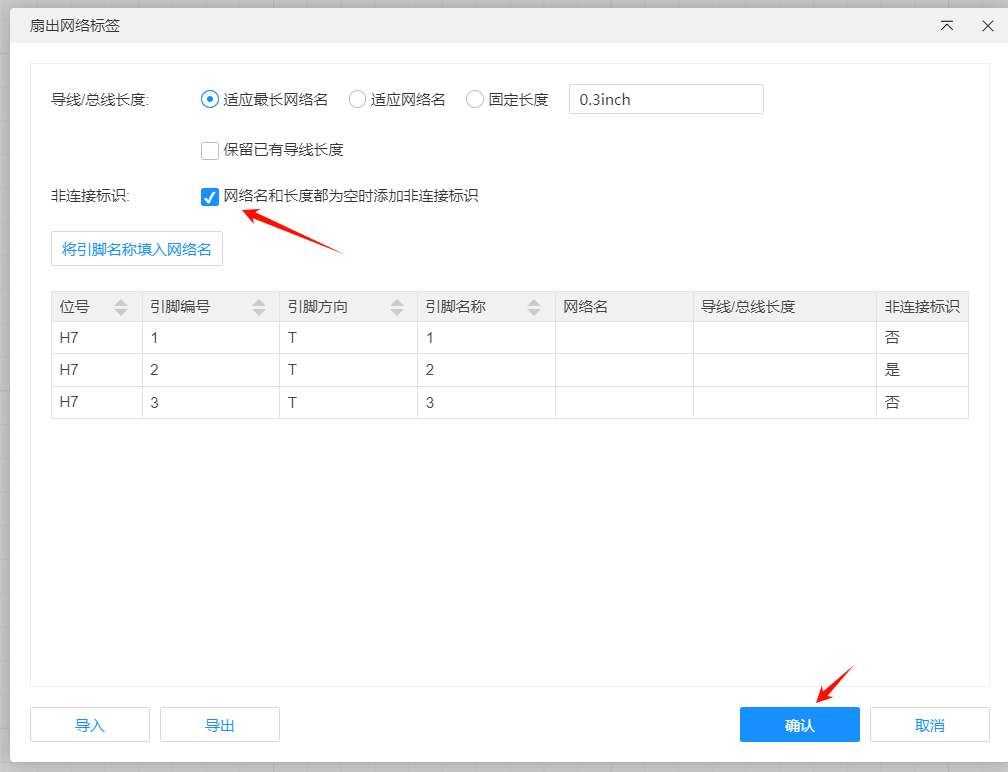 扇出网络标签
导线/总线长度: 适应最长网络名 适应网络名 固定长度 0.3inch
保留已有导线长度
非连接标识: 网络名和长度都为空时添加非连接标识
将引脚名称填入网络名
位号 引脚编号 引脚方向 引脚名称 网络名 导线/总线长度 非连接标识
H7 1 T 1 否
H7 2 T 2 是
H7 3 T 3 否
导入 导出 确认 取消